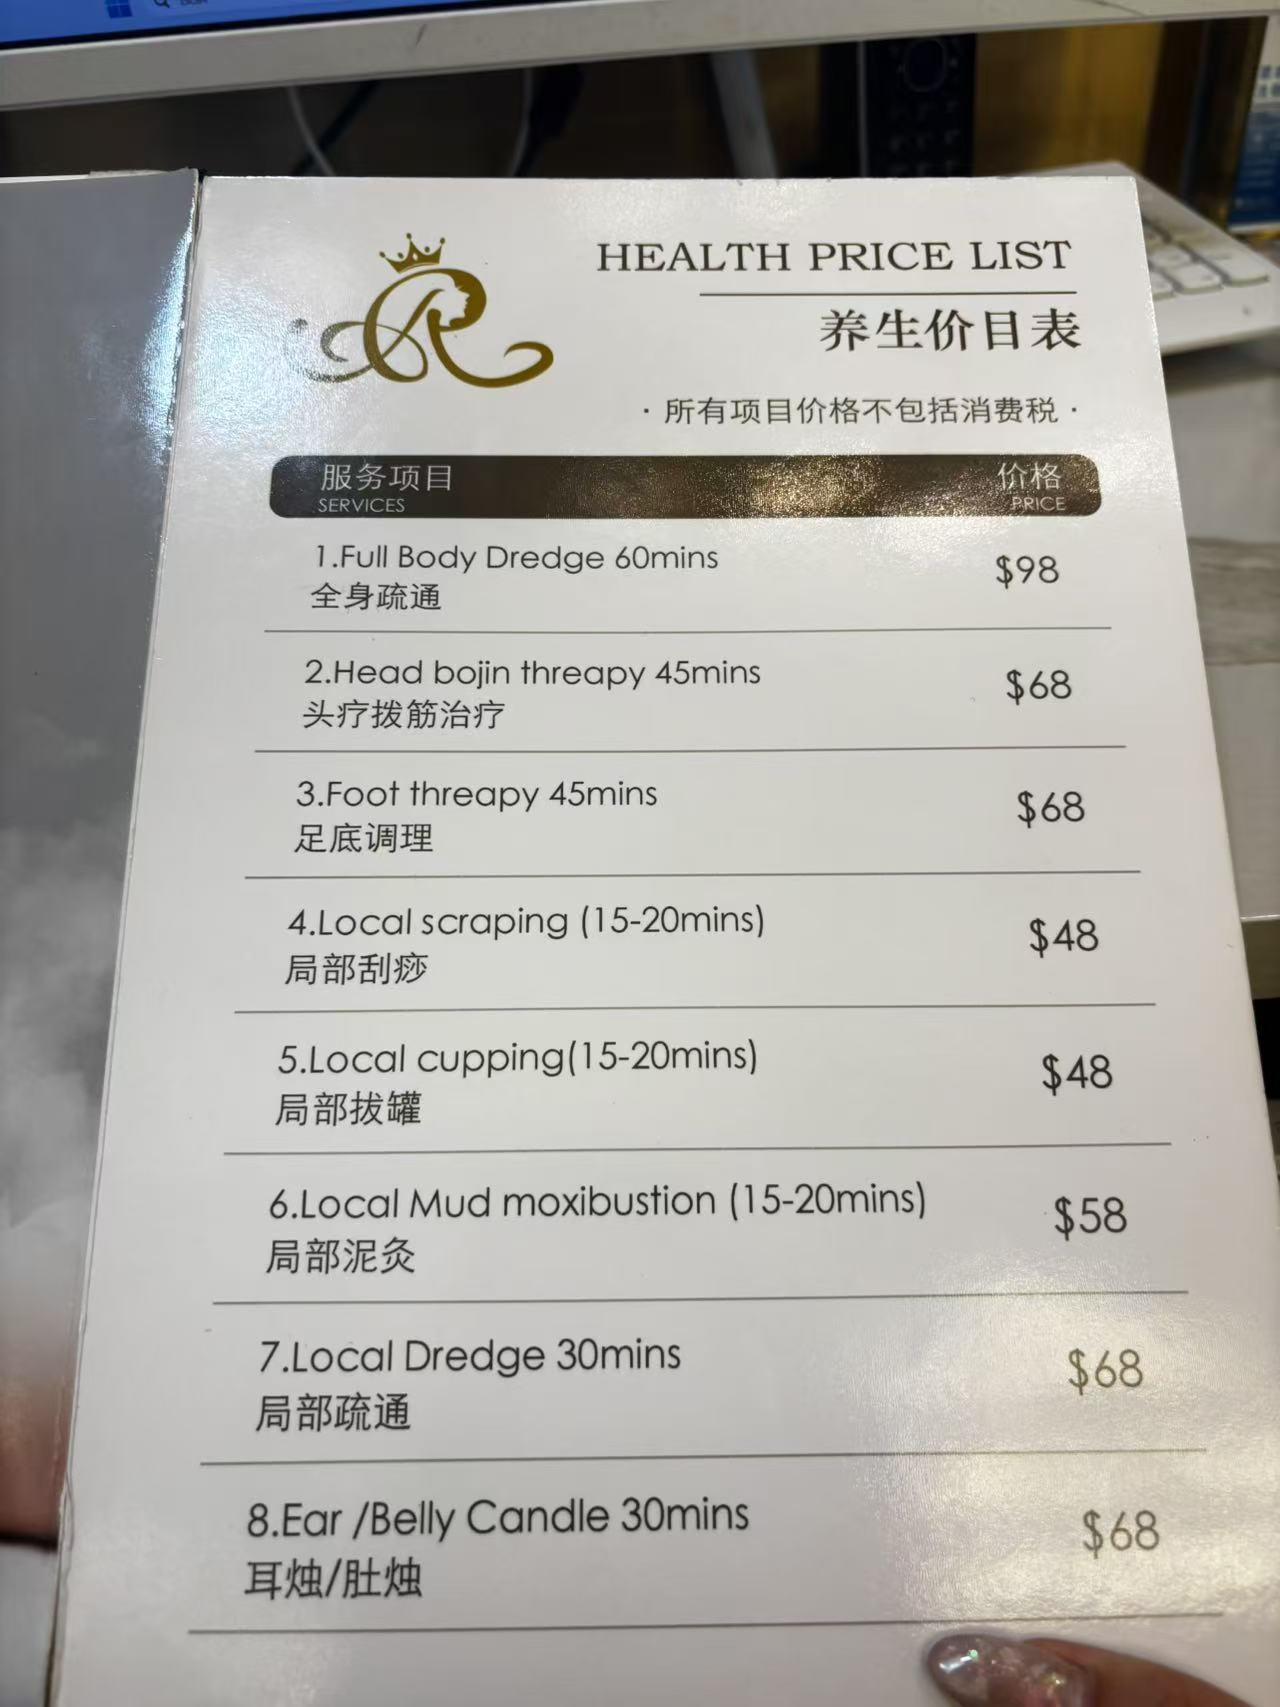 HEALTH PRICE LIST
养生价目表
· 所有项目价格不包括消费税 ·
服务项目 价格
SERVICES PRICE
1.Full Body Dredge 60mins $98
全身疏通
2.Head bojin threapy 45mins $68
头疗拨筋治疗
3.Foot threapy 45mins $68
足底调理
4.Local scraping (15-20mins) $48
局部刮痧
5.Local cupping(15-20mins) $48
局部拔罐
6.Local Mud moxibustion (15-20mins) $58
局部泥灸
7.Local Dredge 30mins $68
局部疏通
8.Ear /Belly Candle 30mins $68
耳烛/肚烛